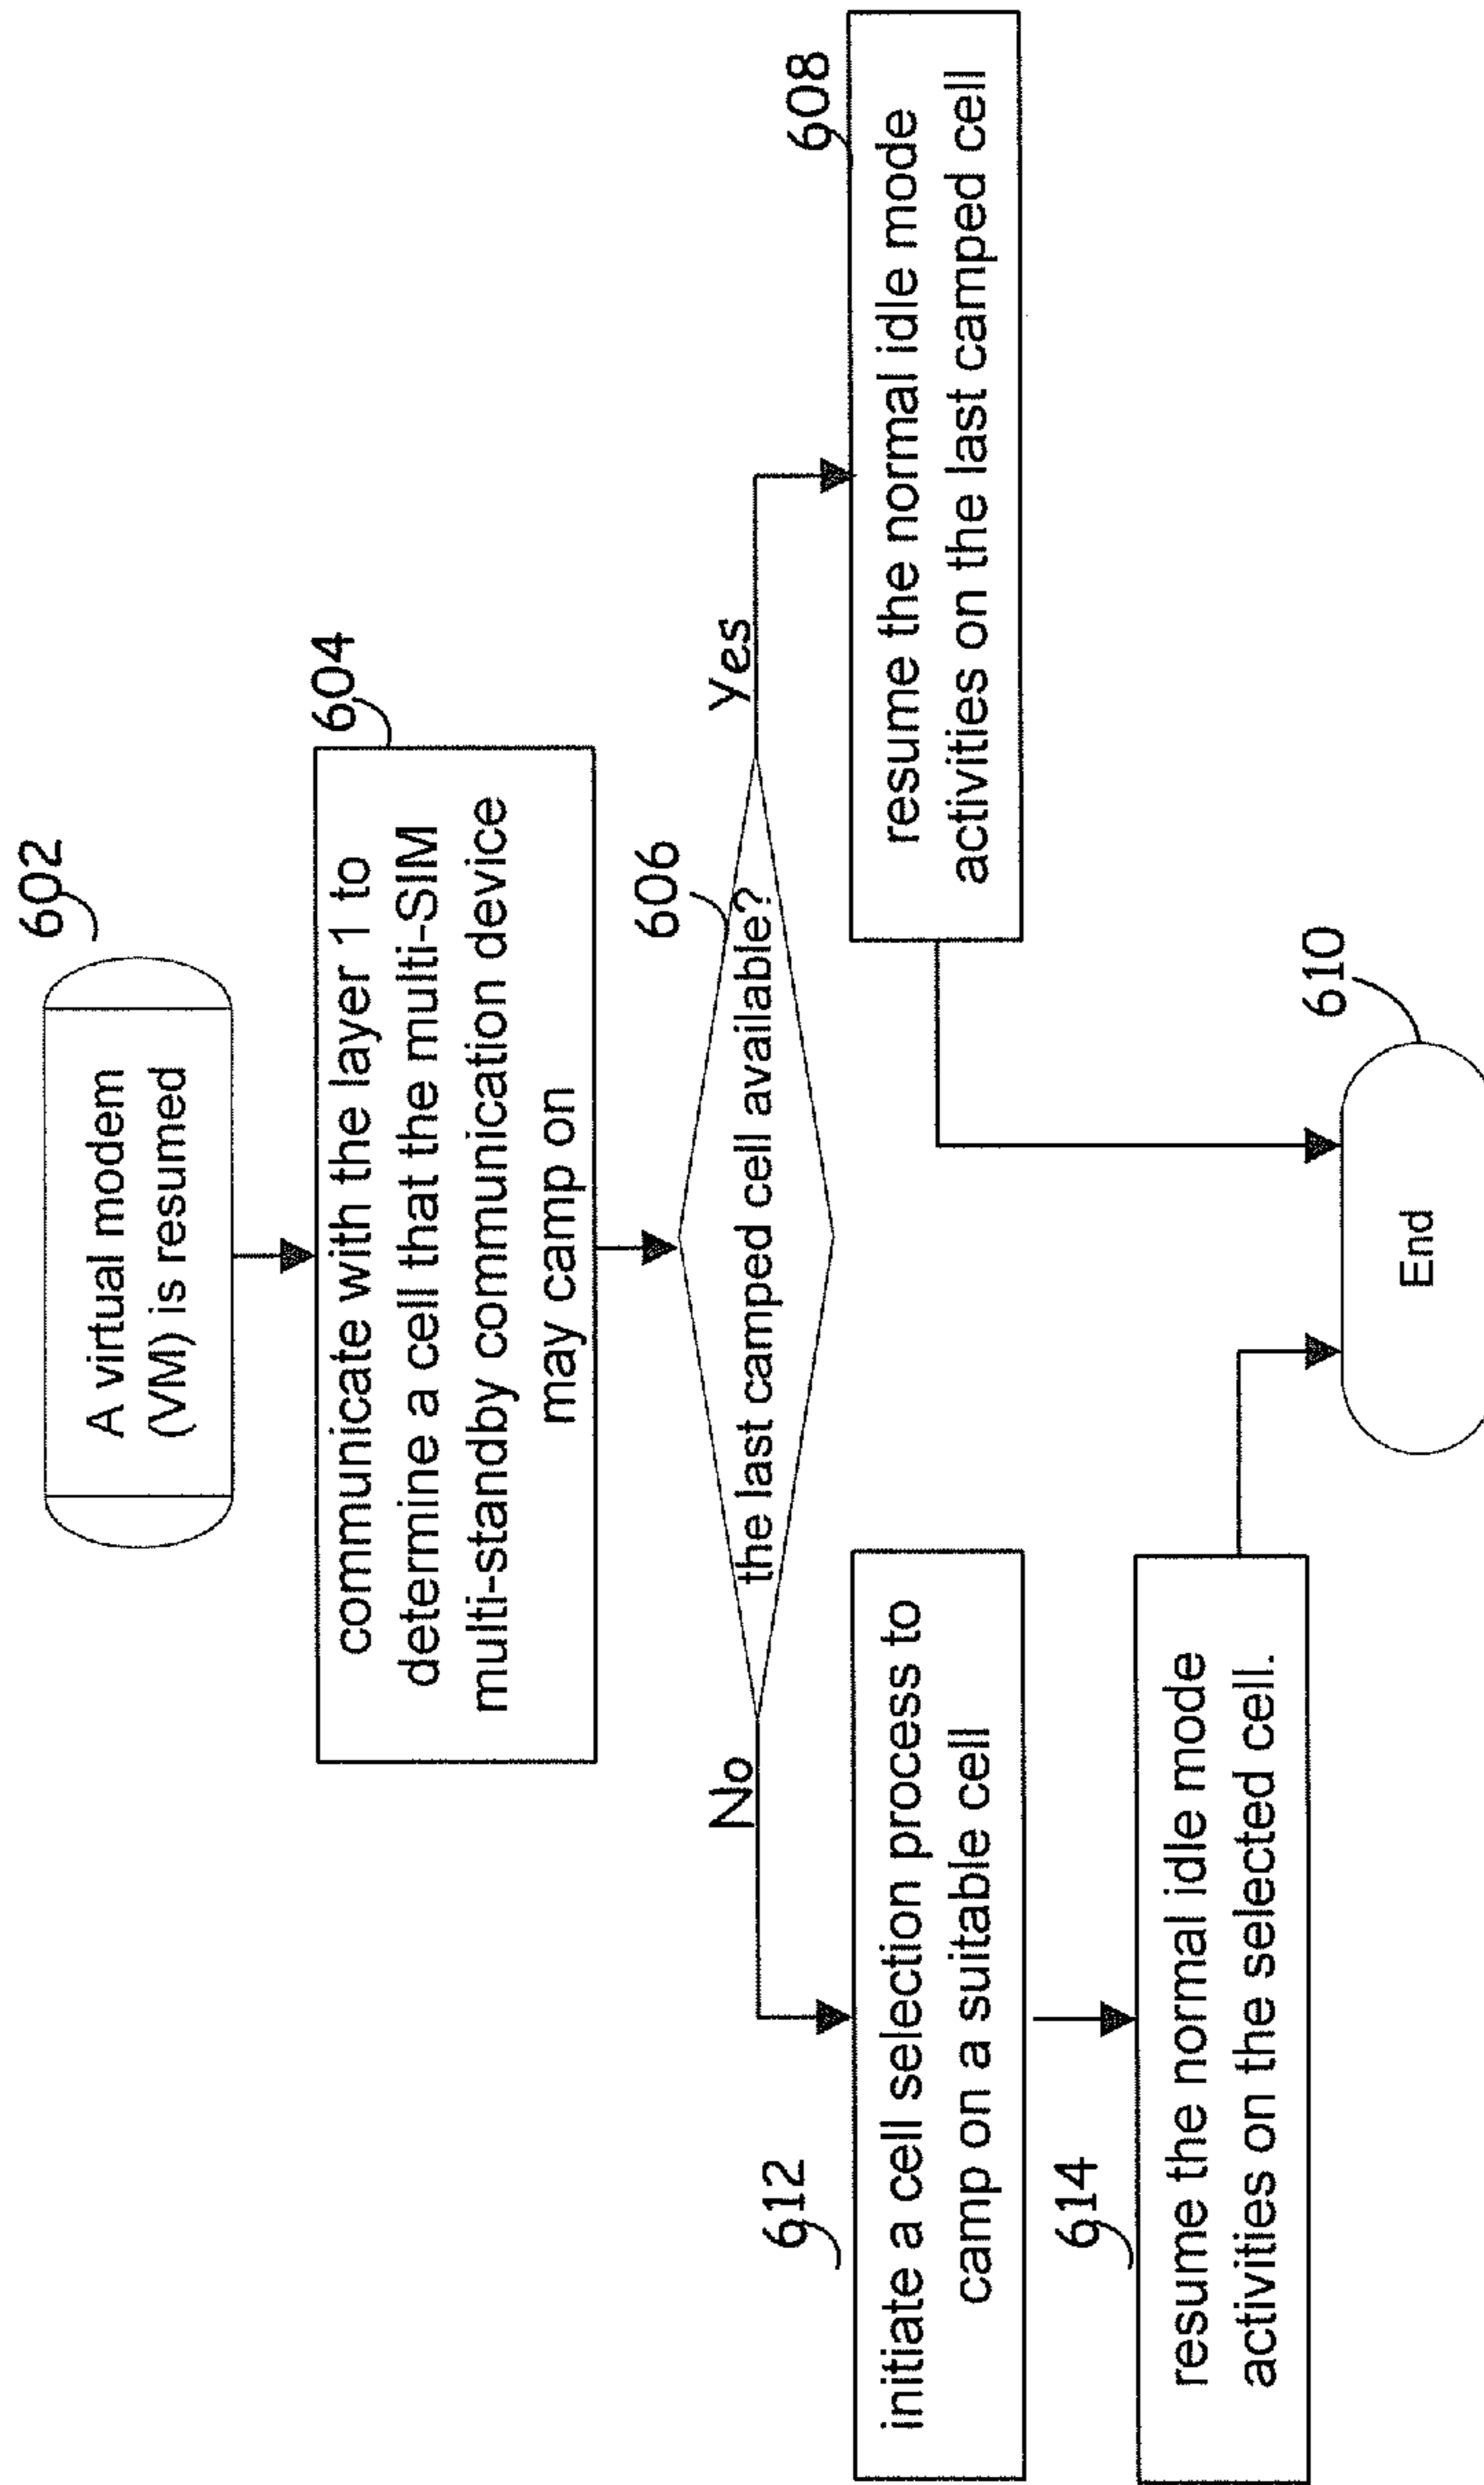 602
A virtual modem
(VM) is resumed
604
communicate with the layer 1 to
determine a cell that the multi-SIM
multi-standby communication device
may camp on
606
the last camped cell available?
No
Yes
612
initiate a cell selection process to
camp on a suitable cell
608
resume the normal idle mode
activities on the last camped cell
614
resume the normal idle mode
activities on the selected cell.
610
End